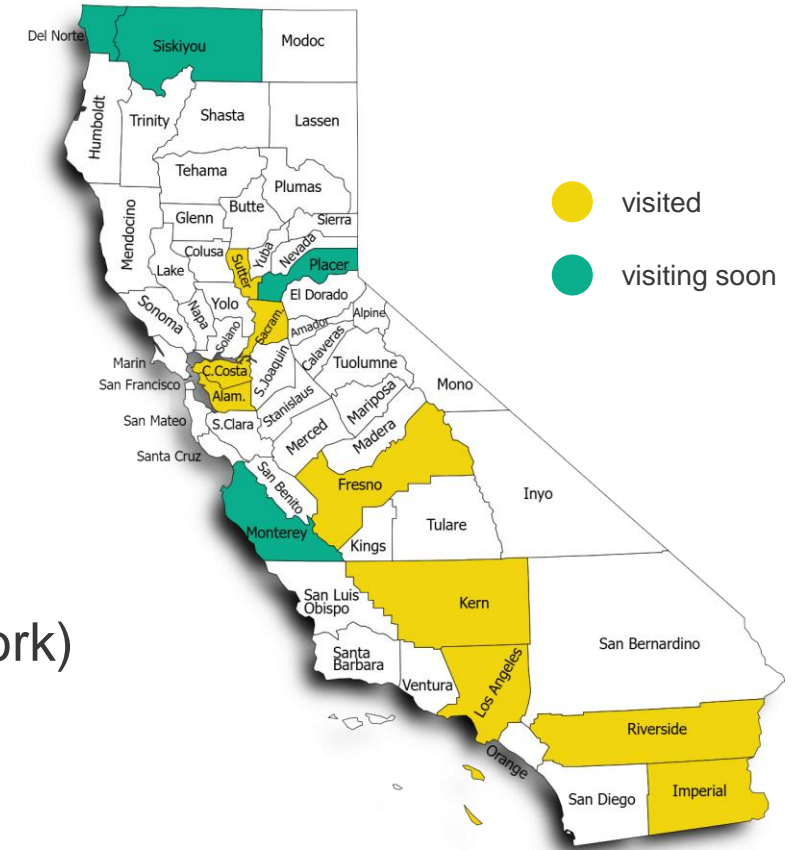 Del Norte
Siskiyou
Modoc
Humboldt
Trinity
Shasta
Lassen
Tehama
Plumas
Mendocino
Glenn
Butte
Sierra
Colusa
Yuba
Nevada
Lake
Sutter
Placer
El Dorado
Sonoma
Napa
Yolo
Solano
Sacram.
Amador
Alpine
Marin
C.Costa
S.Joaquin
Calaveras
Tuolumne
Mono
San Francisco
Alam.
Stanislaus
Mariposa
San Mateo
S.Clara
Merced
Madera
Santa Cruz
San Benito
Fresno
Inyo
Monterey
Kings
Tulare
San Luis
Obispo
Kern
San Bernardino
Santa
Barbara
Ventura
Los Angeles
Orange
Riverside
San Diego
Imperial
visited
visiting soon
ork)